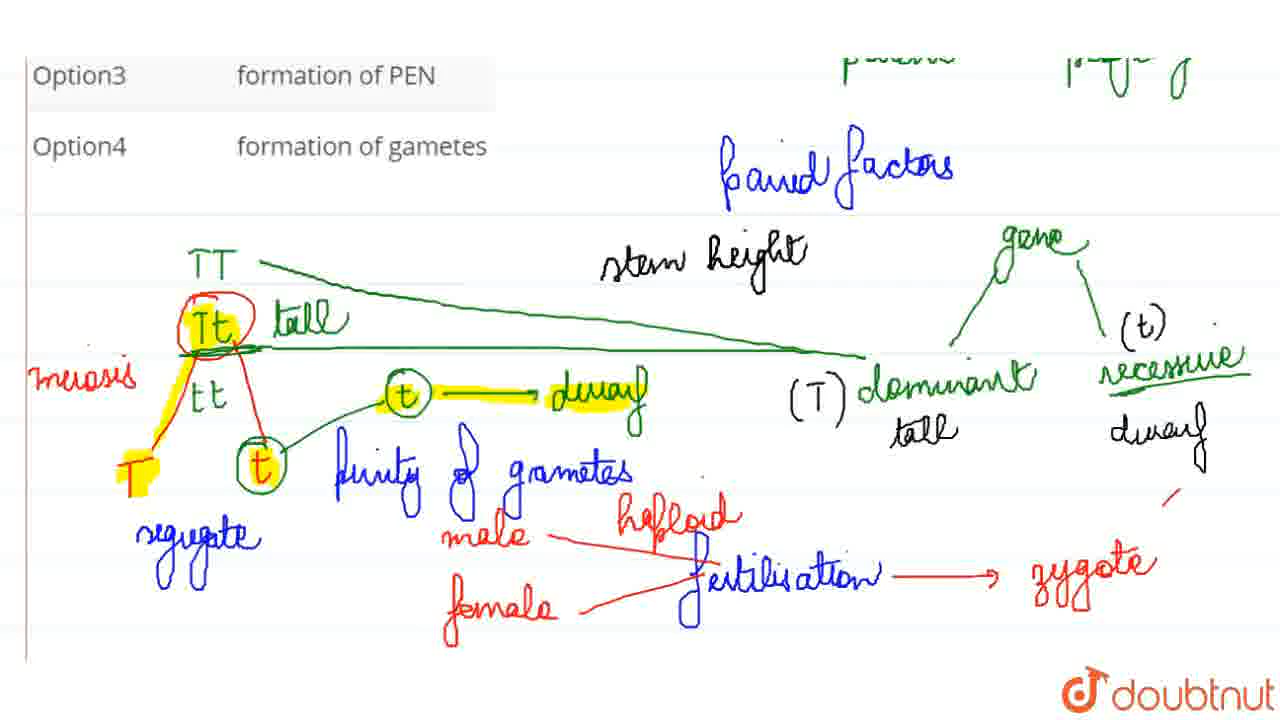 Option3 formation of PEN
Option4 formation of gametes
paired factors
stem height
gene
TT
Tt tall
(t)
meiosis
tt
t dwarf
(T) dominant
recessive
tall
dwarf
T
t
purity of gametes
segregate
male
haploid
fertilisation
zygote
female
doubtnut